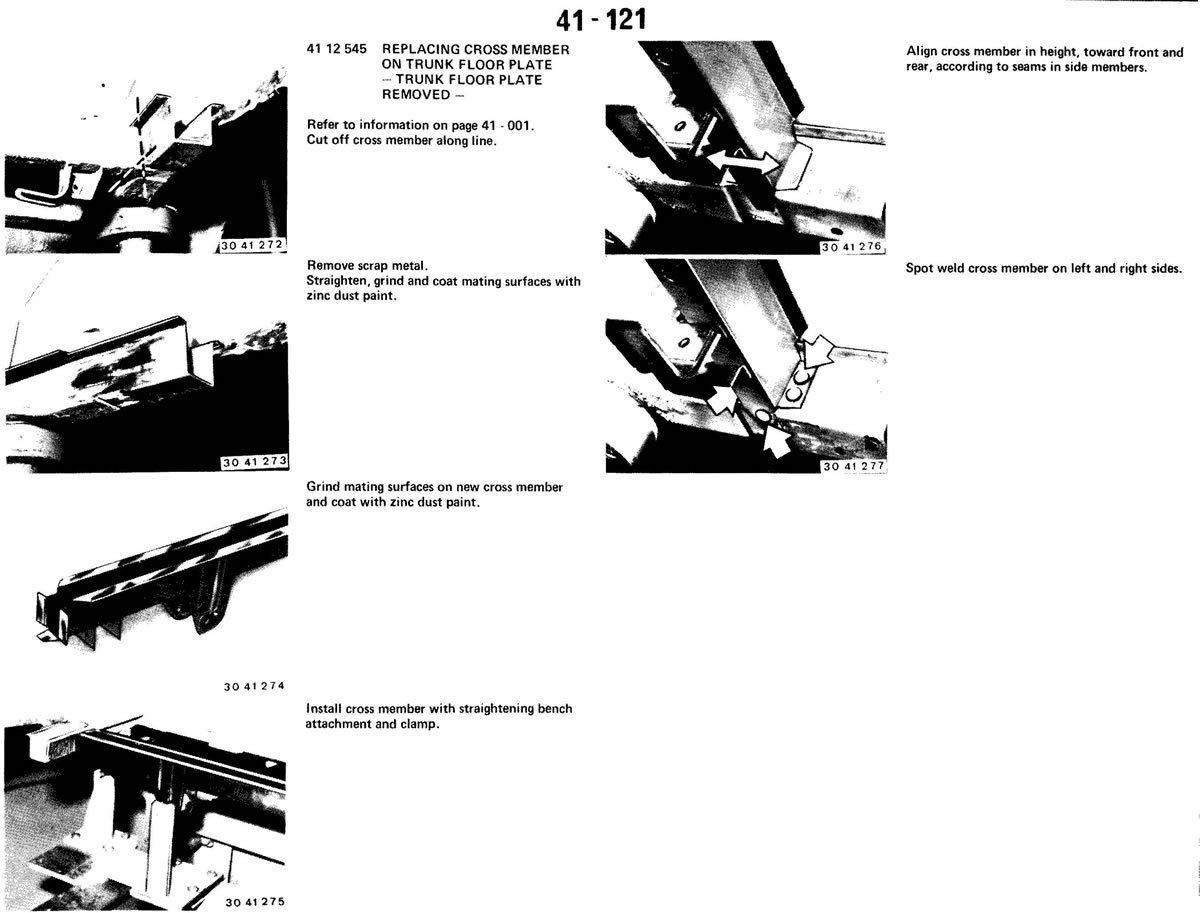 41 - 121
41 12 545 REPLACING CROSS MEMBER
ON TRUNK FLOOR PLATE
— TRUNK FLOOR PLATE
REMOVED —
Refer to information on page 41 - 001.
Cut off cross member along line.
30 41 272
Remove scrap metal.
Straighten, grind and coat mating surfaces with
zinc dust paint.
30 41 273
Grind mating surfaces on new cross member
and coat with zinc dust paint.
30 41 274
Install cross member with straightening bench
attachment and clamp.
30 41 275
Align cross member in height, toward front and
rear, according to seams in side members.
30 41 276
Spot weld cross member on left and right sides.
30 41 277